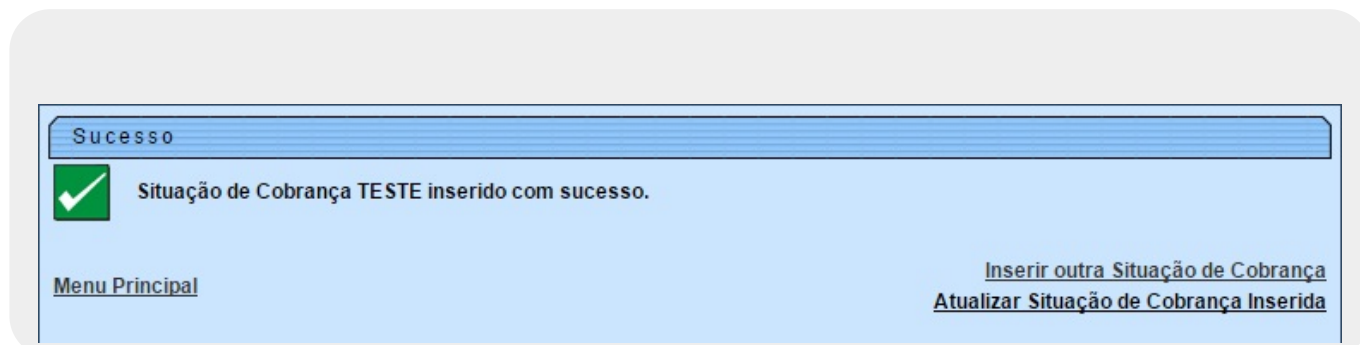 Sucesso
Situação de Cobrança TESTE inserido com sucesso.
Menu Principal
Inserir outra Situação de Cobrança
Atualizar Situação de Cobrança Inserida